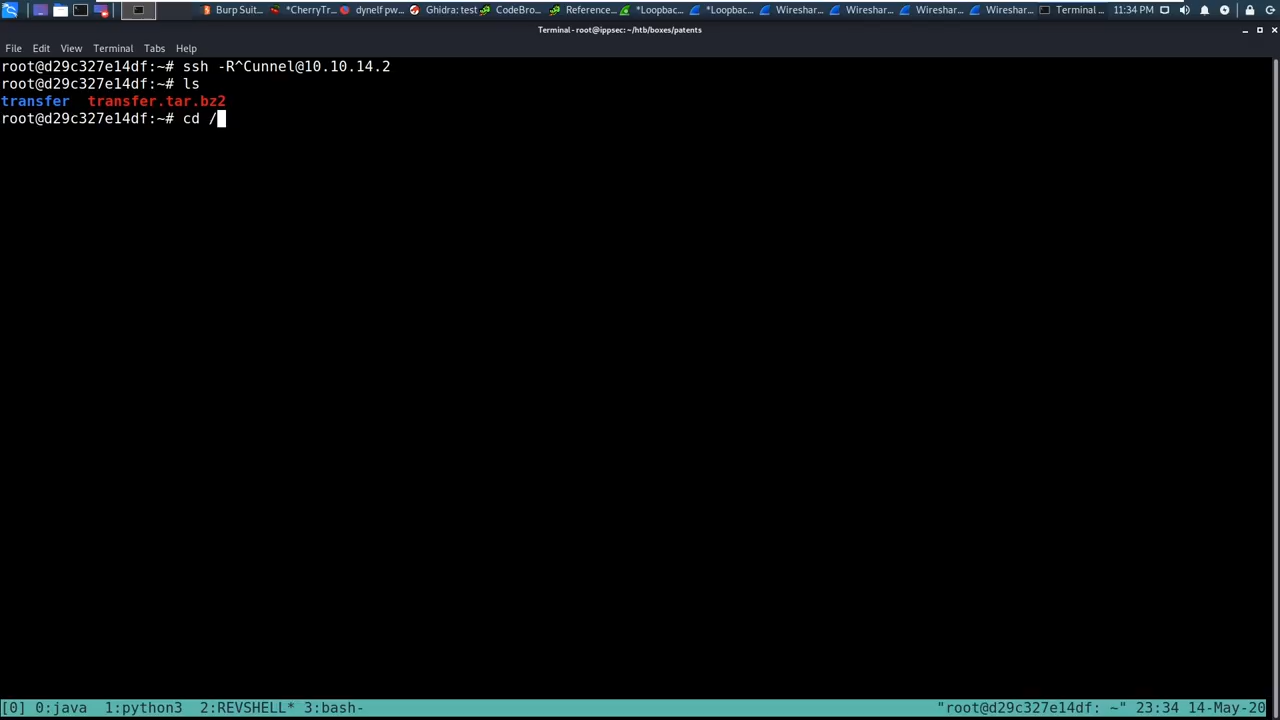 Burp Suit... *CherryTr... dynelf pw... Ghidra: test CodeBro... Reference... *Loopbac... *Loopbac... Wireshar... Wireshar... Wireshar... Wireshar... Terminal ... 11:34 PM
Terminal - root@ippsec: ~/htb/boxes/patents
File Edit View Terminal Tabs Help
root@d29c327e14df:~# ssh -R^Cunnel@10.10.14.2
root@d29c327e14df:~# ls
transfer  transfer.tar.bz2
root@d29c327e14df:~# cd /
[0] 0:java  1:python3  2:REVSHELL* 3:bash- "root@d29c327e14df: ~" 23:34 14-May-20